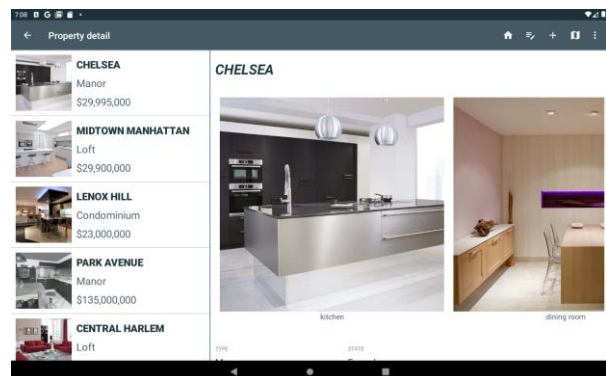 7:08
Property detail
CHELSEA
Manor
$29,995,000
MIDTOWN MANHATTAN
Loft
$29,900,000
LENOX HILL
Condominium
$23,000,000
PARK AVENUE
Manor
$135,000,000
CENTRAL HARLEM
Loft
CHELSEA
kitchen
dining room
TYPE
STATE